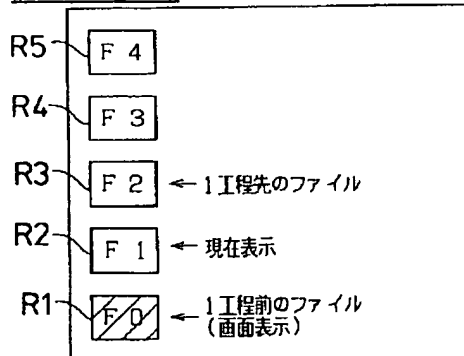 R5 F 4
R4 F 3
R3 F 2 ← 1工程先のファイル
R2 F 1 ← 現在表示
R1 F 0 ← 1工程前のファイル
(画面表示)